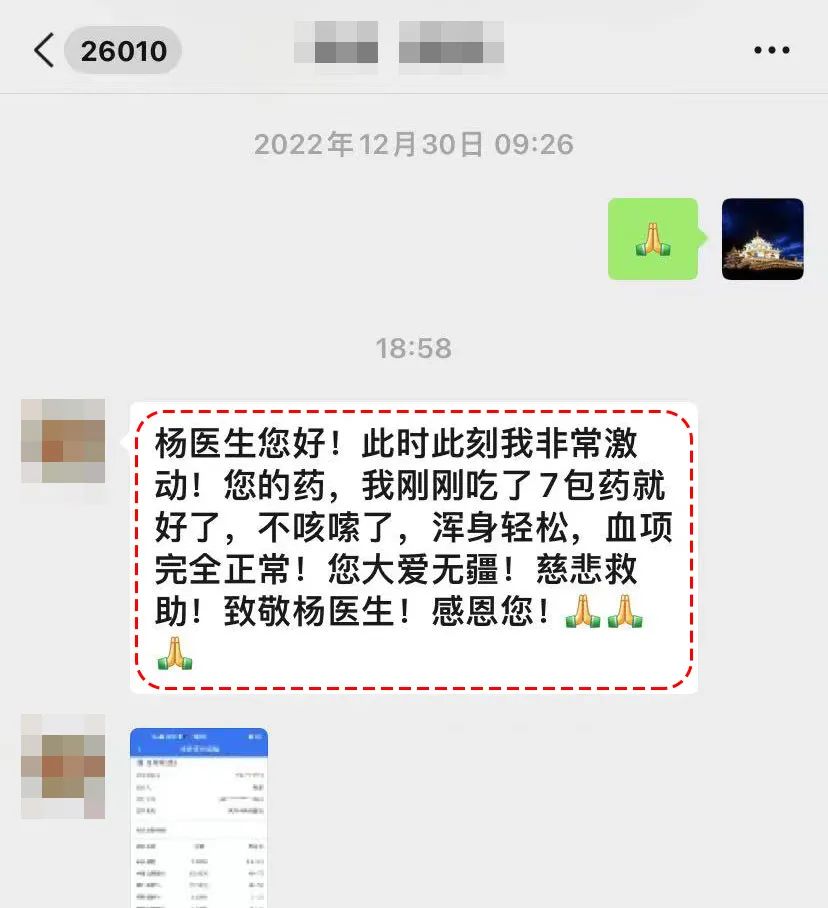 26010
2022年12月30日 09:26
18:58
杨医生您好！此时此刻我非常激
动！您的药，我刚刚吃了7包药就
好了，不咳嗦了，浑身轻松，血项
完全正常！您大爱无疆！慈悲救
助！致敬杨医生！感恩您！🙏🙏
🙏